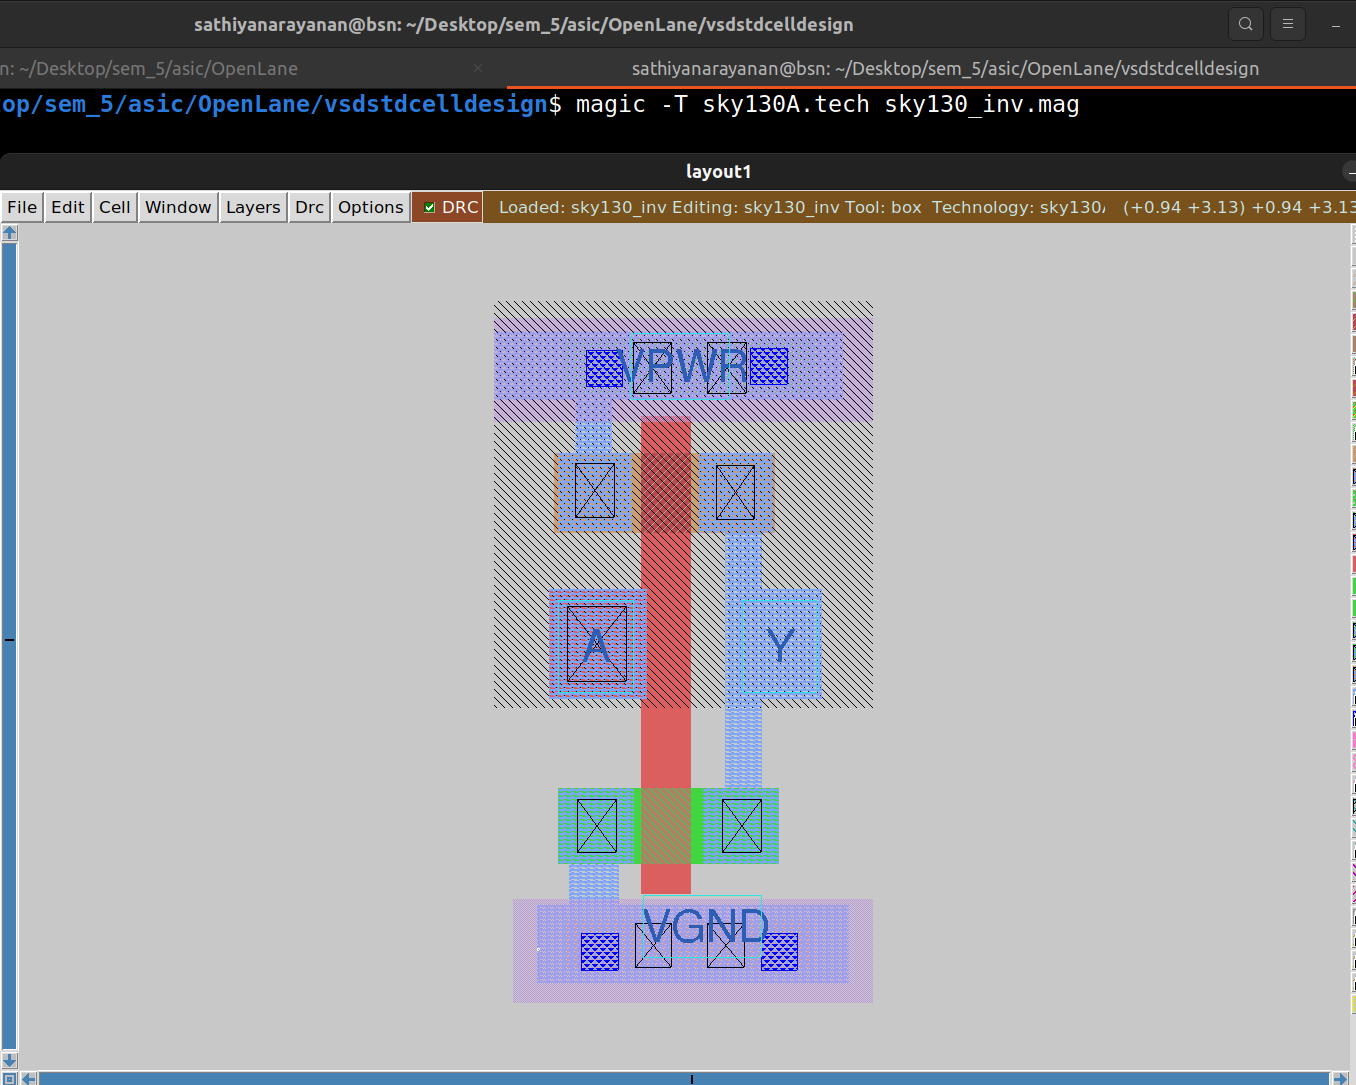 sathiyanarayanan@bsn: ~/Desktop/sem_5/asic/OpenLane/vsdstdcelldesign
n: ~/Desktop/sem_5/asic/OpenLane × sathiyanarayanan@bsn: ~/Desktop/sem_5/asic/OpenLane/vsdstdcelldesign
op/sem_5/asic/OpenLane/vsdstdcelldesign$ magic -T sky130A.tech sky130_inv.mag
layout1
File Edit Cell Window Layers Drc Options DRC Loaded: sky130_inv Editing: sky130_inv Tool: box Technology: sky130 (+0.94 +3.13) +0.94 +3.13
VPWR
A Y
VGND